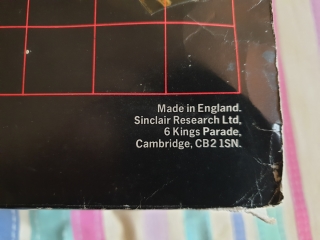 Made in England.
Sinclair Research Ltd,
6 Kings Parade,
Cambridge, CB2 1SN.